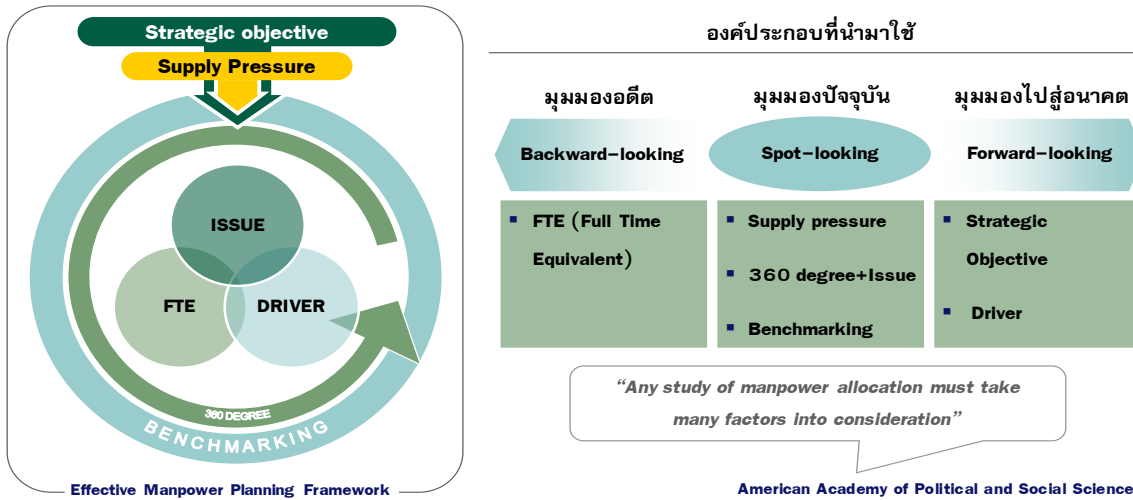 Strategic objective
Supply Pressure
ISSUE
FTE
DRIVER
360 DEGREE
BENCHMARKING
Effective Manpower Planning Framework
องค์ประกอบที่นำมาใช้
มุมมองอดีต
มุมมองปัจจุบัน
มุมมองไปสู่อนาคต
Backward-looking
Spot-looking
Forward-looking
▪ FTE (Full Time
Equivalent)
▪ Supply pressure
▪ 360 degree+Issue
▪ Benchmarking
▪ Strategic
Objective
▪ Driver
“Any study of manpower allocation must take
many factors into consideration”
American Academy of Political and Social Science